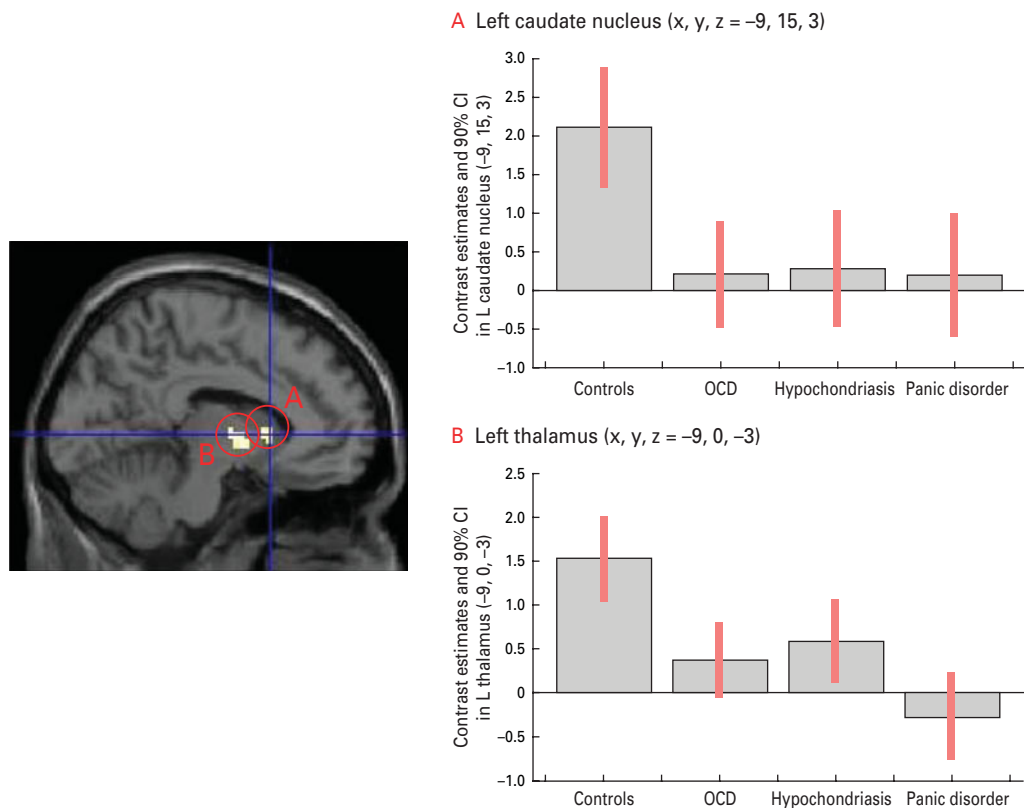 A Left caudate nucleus (x, y, z = –9, 15, 3)
Contrast estimates and 90% CI
in L caudate nucleus (–9, 15, 3)
3.0
2.5
2.0
1.5
1.0
0.5
0
–0.5
–1.0
Controls OCD Hypochondriasis Panic disorder
A
B
B Left thalamus (x, y, z = –9, 0, –3)
Contrast estimates and 90% CI
in L thalamus (–9, 0, –3)
2.5
2.0
1.5
1.0
0.5
0
–0.5
–1.0
Controls OCD Hypochondriasis Panic disorder